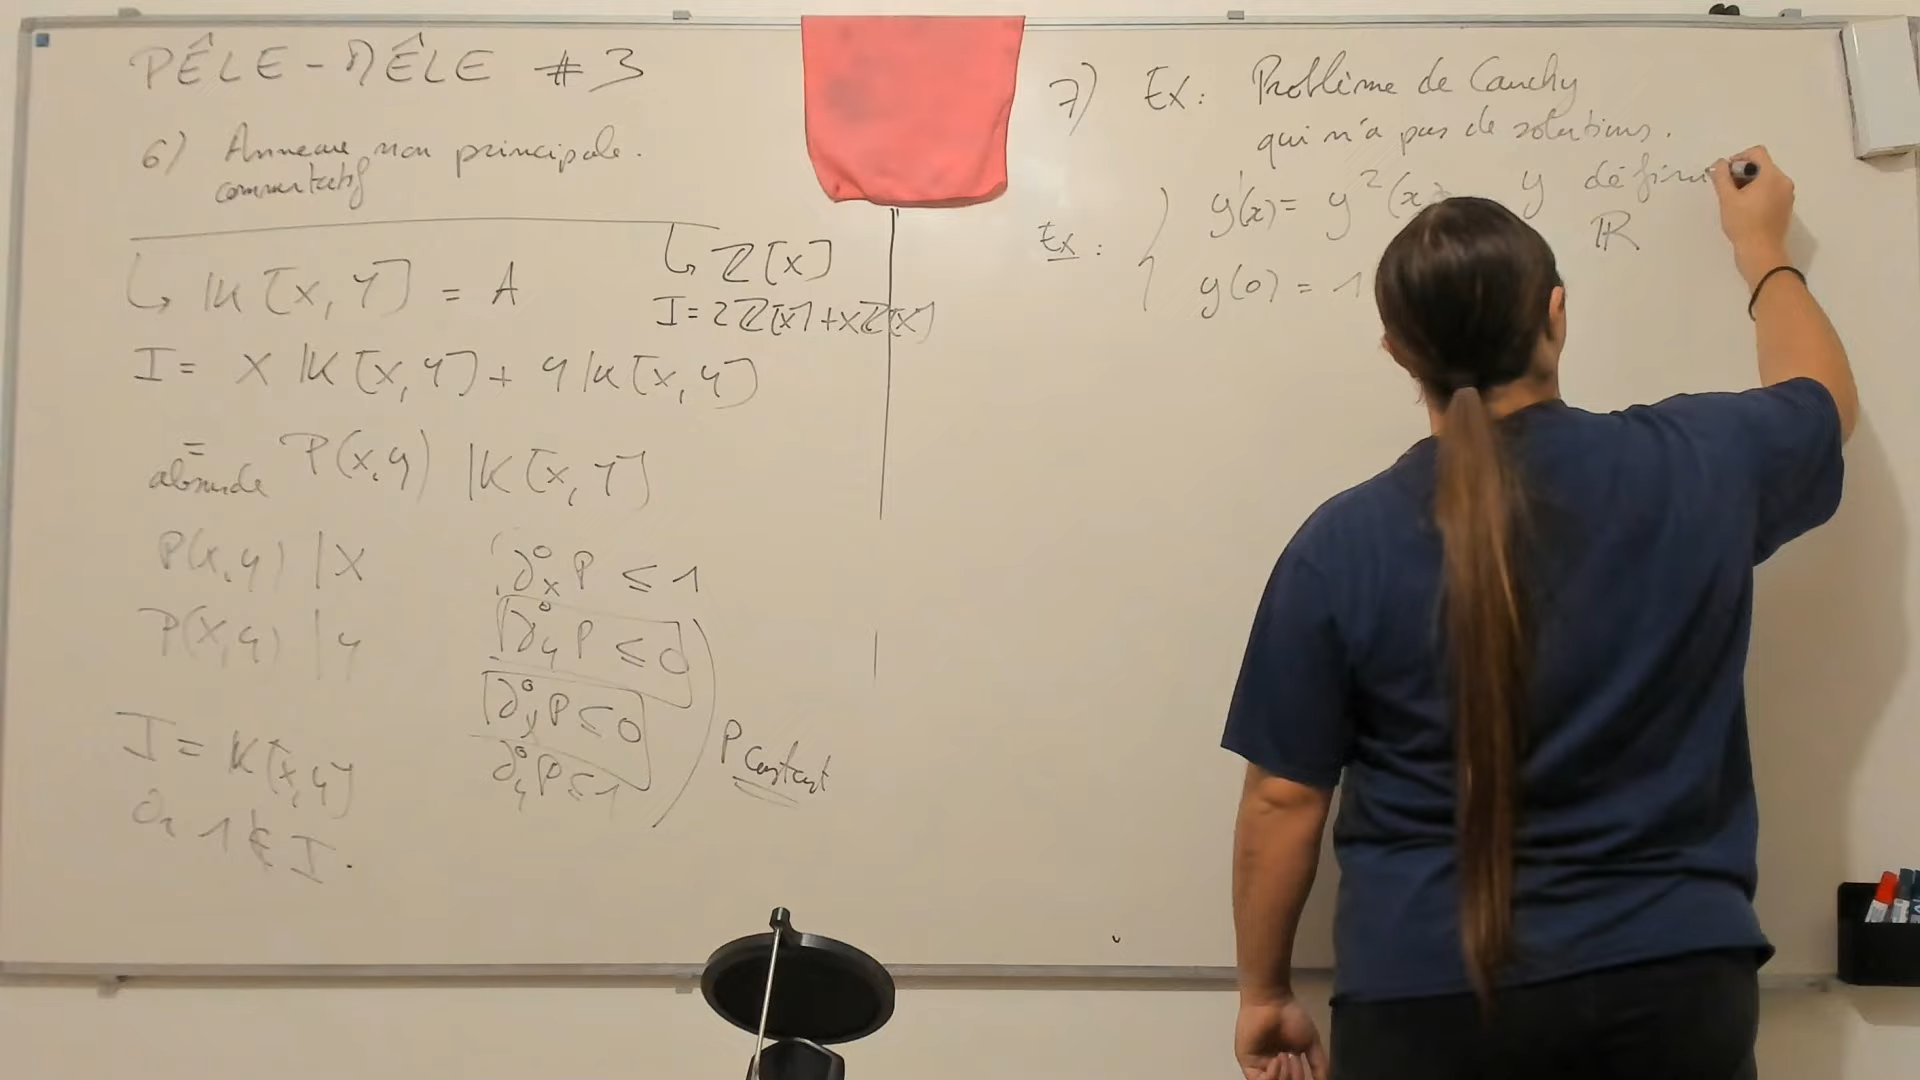 PÊLE-MÊLE #3
6) Anneau non principale.
commutatif
↳ Z[X]
I = 2Z[X] + XZ[X]
↳ K[X,Y] = A
I = X K[X,Y] + Y K[X,Y]
= P(X,Y) K[X,Y]
absurde
P(X,Y) | X
P(X,Y) | Y
∂°x P ≤ 1
∂°y P ≤ 0
∂°x P ≤ 0
∂°y P ≤ 1
P constant
I = K[X,Y]
Or 1 ∉ I.
7) Ex: Problème de Cauchy
qui n'a pas de solutions.
Ex: y'(x) = y²(x) y défini
y(0) = 1 R